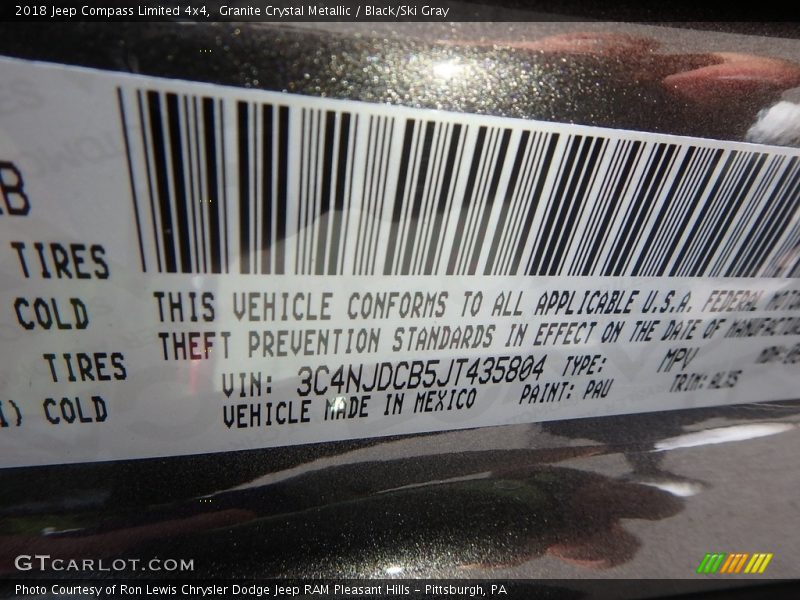 2018 Jeep Compass Limited 4x4,  Granite Crystal Metallic / Black/Ski Gray
TIRES
COLD
THIS VEHICLE CONFORMS TO ALL APPLICABLE U.S.A. FEDERAL
THEFT PREVENTION STANDARDS IN EFFECT ON THE DATE OF
TIRES
VIN: 3C4NJDCB5JT435804 TYPE: MPV
COLD
VEHICLE MADE IN MEXICO PAINT: PAU TRIM:
GTCARLOT.COM
Photo Courtesy of Ron Lewis Chrysler Dodge Jeep RAM Pleasant Hills – Pittsburgh, PA